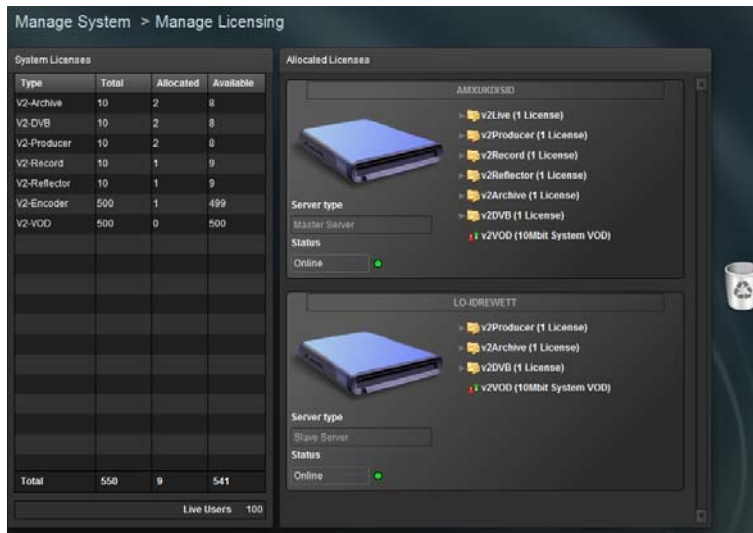 Manage System > Manage Licensing
System Licenses
Type Total Allocated Available
V2-Archive 10 2 8
V2-DVB 10 2 8
V2-Producer 10 2 8
V2-Record 10 1 9
V2-Reflector 10 1 9
V2-Encoder 500 1 499
V2-VOD 500 0 500
Total 550 9 541
Live Users 100
Allocated Licenses
v2Live (1 License)
v2Producer (1 License)
v2Record (1 License)
v2Reflector (1 License)
v2Archive (1 License)
v2DVB (1 License)
v2VOD (10Mbit System VOD)
Server type
Master Server
Status
Online
LO-IDREWETT
v2Producer (1 License)
v2Archive (1 License)
v2DVB (1 License)
v2VOD (10Mbit System VOD)
Server type
Slave Server
Status
Online